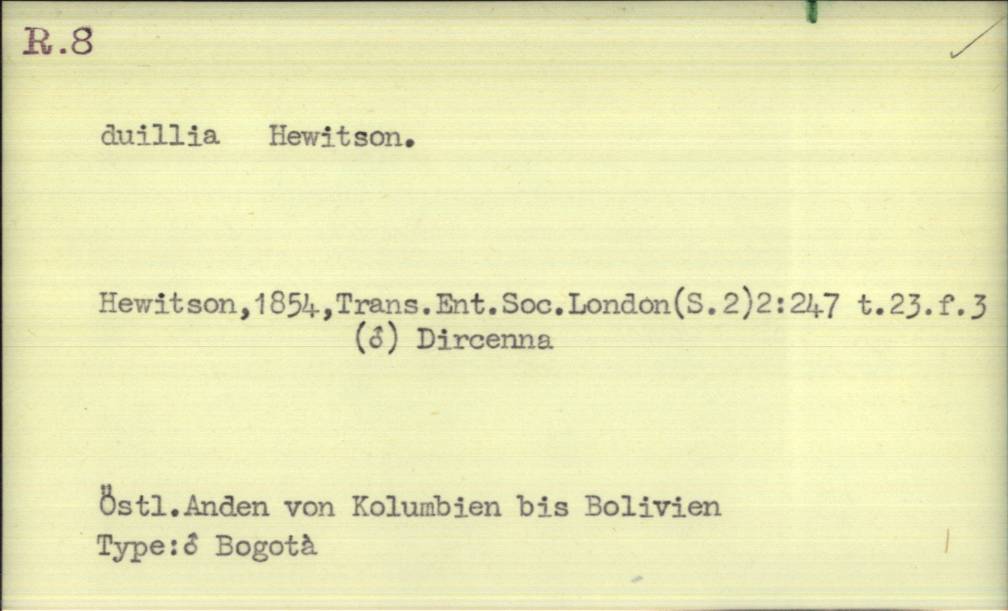 R.8
duillia Hewitson.
Hewitson,1854,Trans.Ent.Soc.London(S.2)2:247 t.23.f.3
(♂) Dircenna
Östl.Anden von Kolumbien bis Bolivien
Type:♂ Bogotà